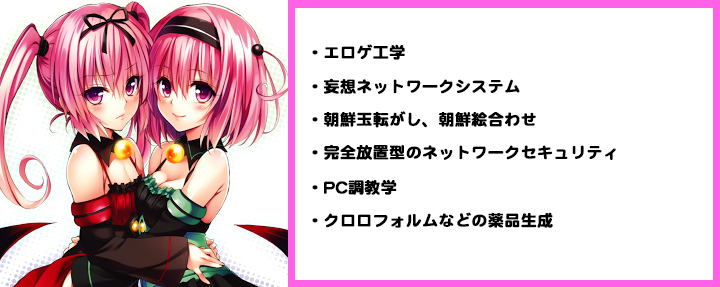 ・エロゲ工学
・妄想ネットワークシステム
・朝鮮玉転がし、朝鮮絵合わせ
・完全放置型のネットワークセキュリティ
・PC調教学
・クロロフォルムなどの薬品生成